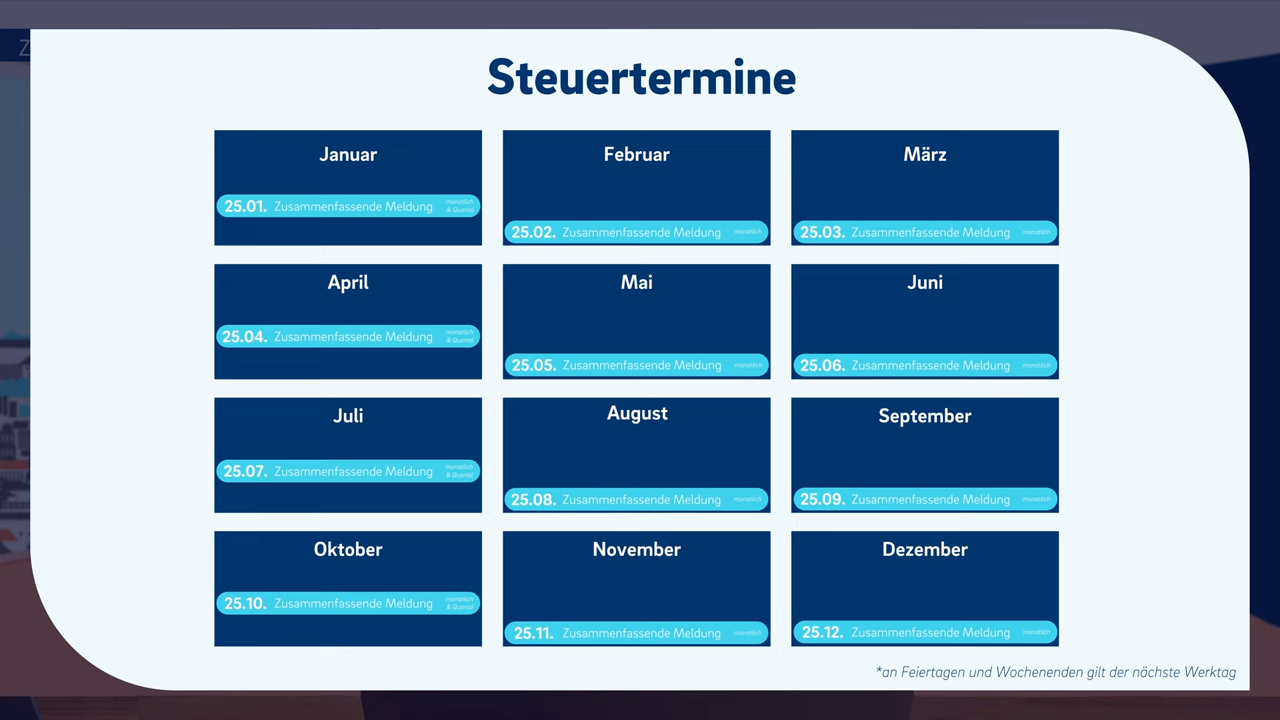 Z
Steuertermine
Januar
25.01. Zusammenfassende Meldung monatlich & Quartal
Februar
25.02. Zusammenfassende Meldung monatlich
März
25.03. Zusammenfassende Meldung monatlich
April
25.04. Zusammenfassende Meldung monatlich & Quartal
Mai
25.05. Zusammenfassende Meldung monatlich
Juni
25.06. Zusammenfassende Meldung monatlich
Juli
25.07. Zusammenfassende Meldung monatlich & Quartal
August
25.08. Zusammenfassende Meldung monatlich
September
25.09. Zusammenfassende Meldung monatlich
Oktober
25.10. Zusammenfassende Meldung monatlich & Quartal
November
25.11. Zusammenfassende Meldung monatlich
Dezember
25.12. Zusammenfassende Meldung monatlich
*an Feiertagen und Wochenenden gilt der nächste Werktag